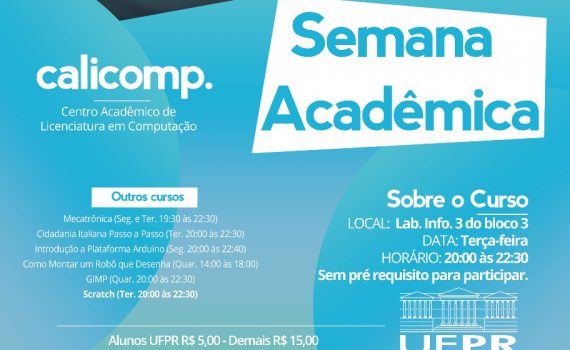 Semana
Acadêmica
calicomp.
Centro Acadêmico de
Licenciatura em Computação
Outros cursos
Mecatrônica (Seg. e Ter. 19:30 às 22:30)
Cidadania Italiana Passo a Passo (Ter. 20:00 às 22:30)
Introdução a Plataforma Arduino (Seg. 20:00 às 22:40)
Como Montar um Robô que Desenha (Quar. 14:00 às 18:00)
GIMP (Quar. 20:00 às 22:30)
Scratch (Ter. 20:00 às 22:30)
Sobre o Curso
LOCAL: Lab. Info. 3 do bloco 3
DATA: Terça-feira
HORÁRIO: 20:00 às 22:30
Sem pré requisito para participar.
Alunos UFPR R$ 5,00 - Demais R$ 15,00
UFPR